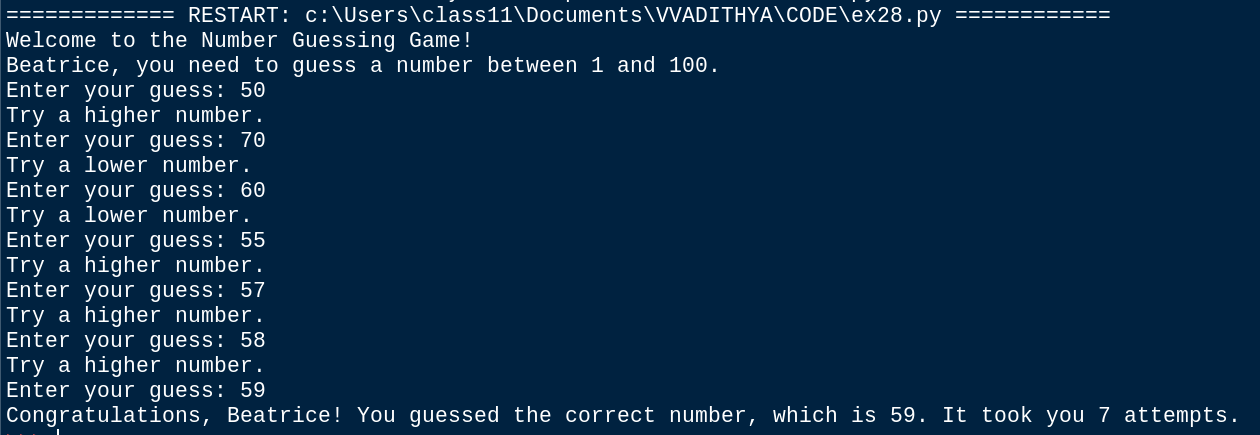 ============= RESTART: c:\Users\class11\Documents\VVADITHYA\CODE\ex28.py ============
Welcome to the Number Guessing Game!
Beatrice, you need to guess a number between 1 and 100.
Enter your guess: 50
Try a higher number.
Enter your guess: 70
Try a lower number.
Enter your guess: 60
Try a lower number.
Enter your guess: 55
Try a higher number.
Enter your guess: 57
Try a higher number.
Enter your guess: 58
Try a higher number.
Enter your guess: 59
Congratulations, Beatrice! You guessed the correct number, which is 59. It took you 7 attempts.